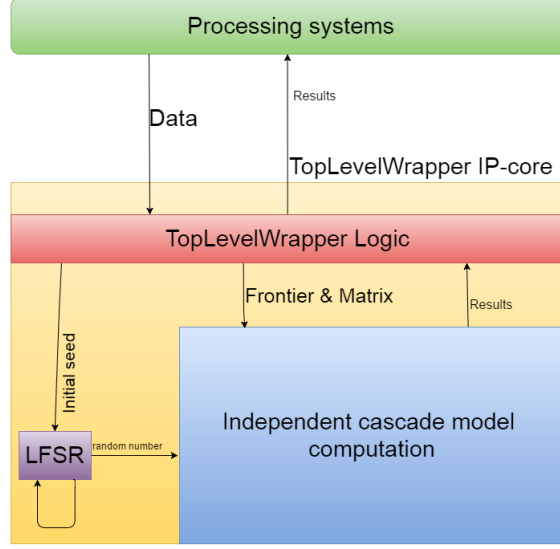 Processing systems
Results
Data
TopLevelWrapper IP-core
TopLevelWrapper Logic
Frontier & Matrix
Results
Initial seed
Independent cascade model
computation
random number
LFSR